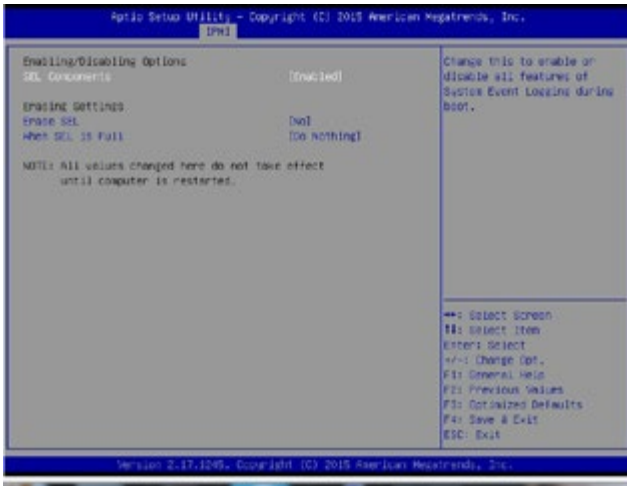 Aptio Setup Utility - Copyright (C) 2015 American Megatrends, Inc.
IPMI
Enabling/Disabling Options
SEL Components [Enabled]
Erasing Settings
Erase SEL [No]
When SEL is Full [Do Nothing]
NOTE: All values changed here do not take effect
until computer is restarted.
Change this to enable or
disable all features of
System Event Logging during
boot.
↔: Select Screen
↑↓: Select Item
Enter: Select
+/-: Change Opt.
F1: General Help
F2: Previous Values
F3: Optimized Defaults
F4: Save & Exit
ESC: Exit
Version 2.17.1245. Copyright (C) 2015 American Megatrends, Inc.